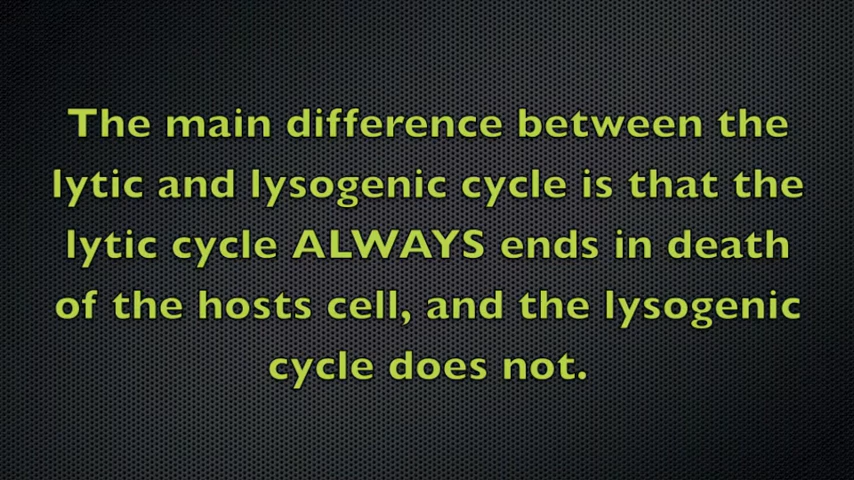 The main difference between the
lytic and lysogenic cycle is that the
lytic cycle ALWAYS ends in death
of the hosts cell, and the lysogenic
cycle does not.